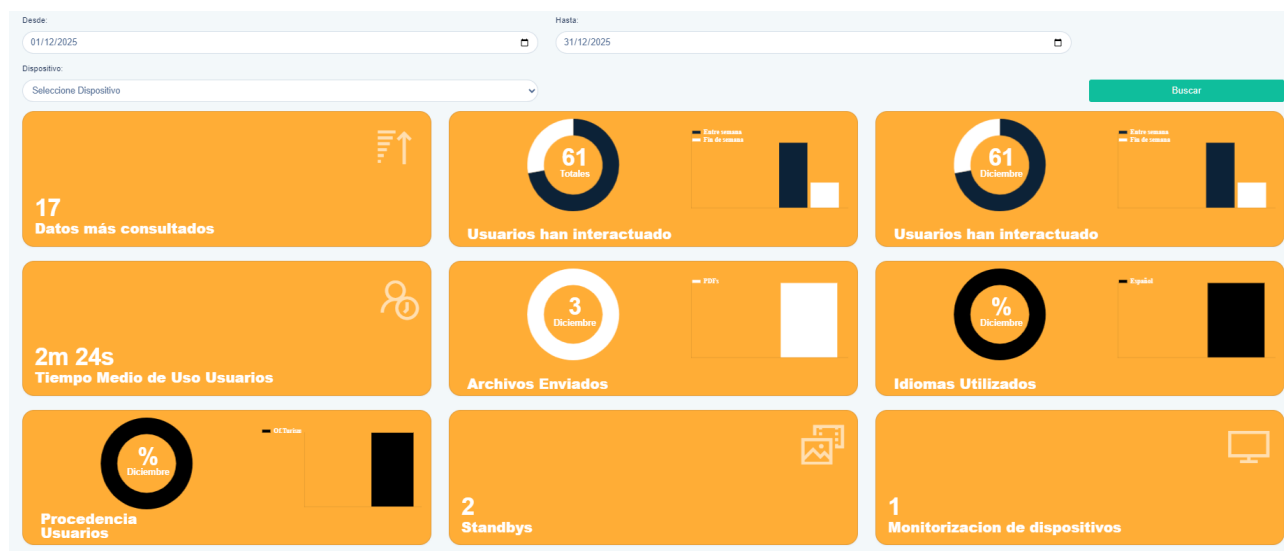 Desde:
Hasta:
01/12/2025
31/12/2025
Dispositivo:
Seleccione Dispositivo
Buscar
17
Datos más consultados
61
Totales
Entre semana
Fin de semana
Usuarios han interactuado
61
Diciembre
Entre semana
Fin de semana
Usuarios han interactuado
2m 24s
Tiempo Medio de Uso Usuarios
3
Diciembre
PDFs
Archivos Enviados
%
Diciembre
Español
Idiomas Utilizados
%
Diciembre
Procedencia
Usuarios
2
Standbys
1
Monitorizacion de dispositivos